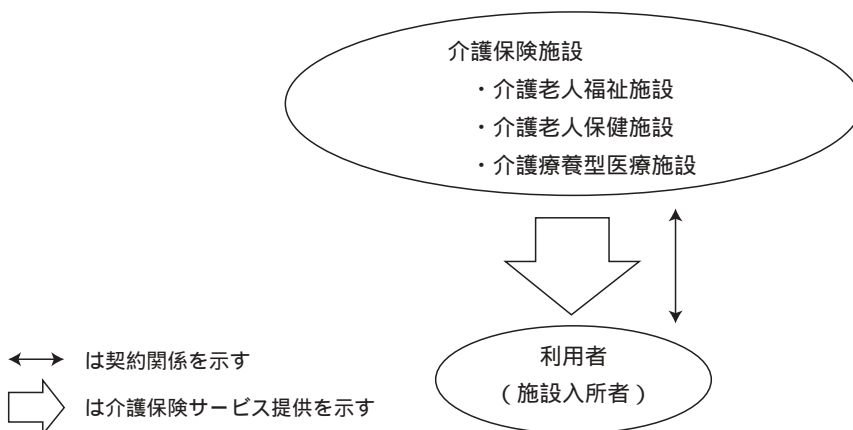 介護保険施設
・介護老人福祉施設
・介護老人保健施設
・介護療養型医療施設
利用者
（施設入所者）
は契約関係を示す
は介護保険サービス提供を示す